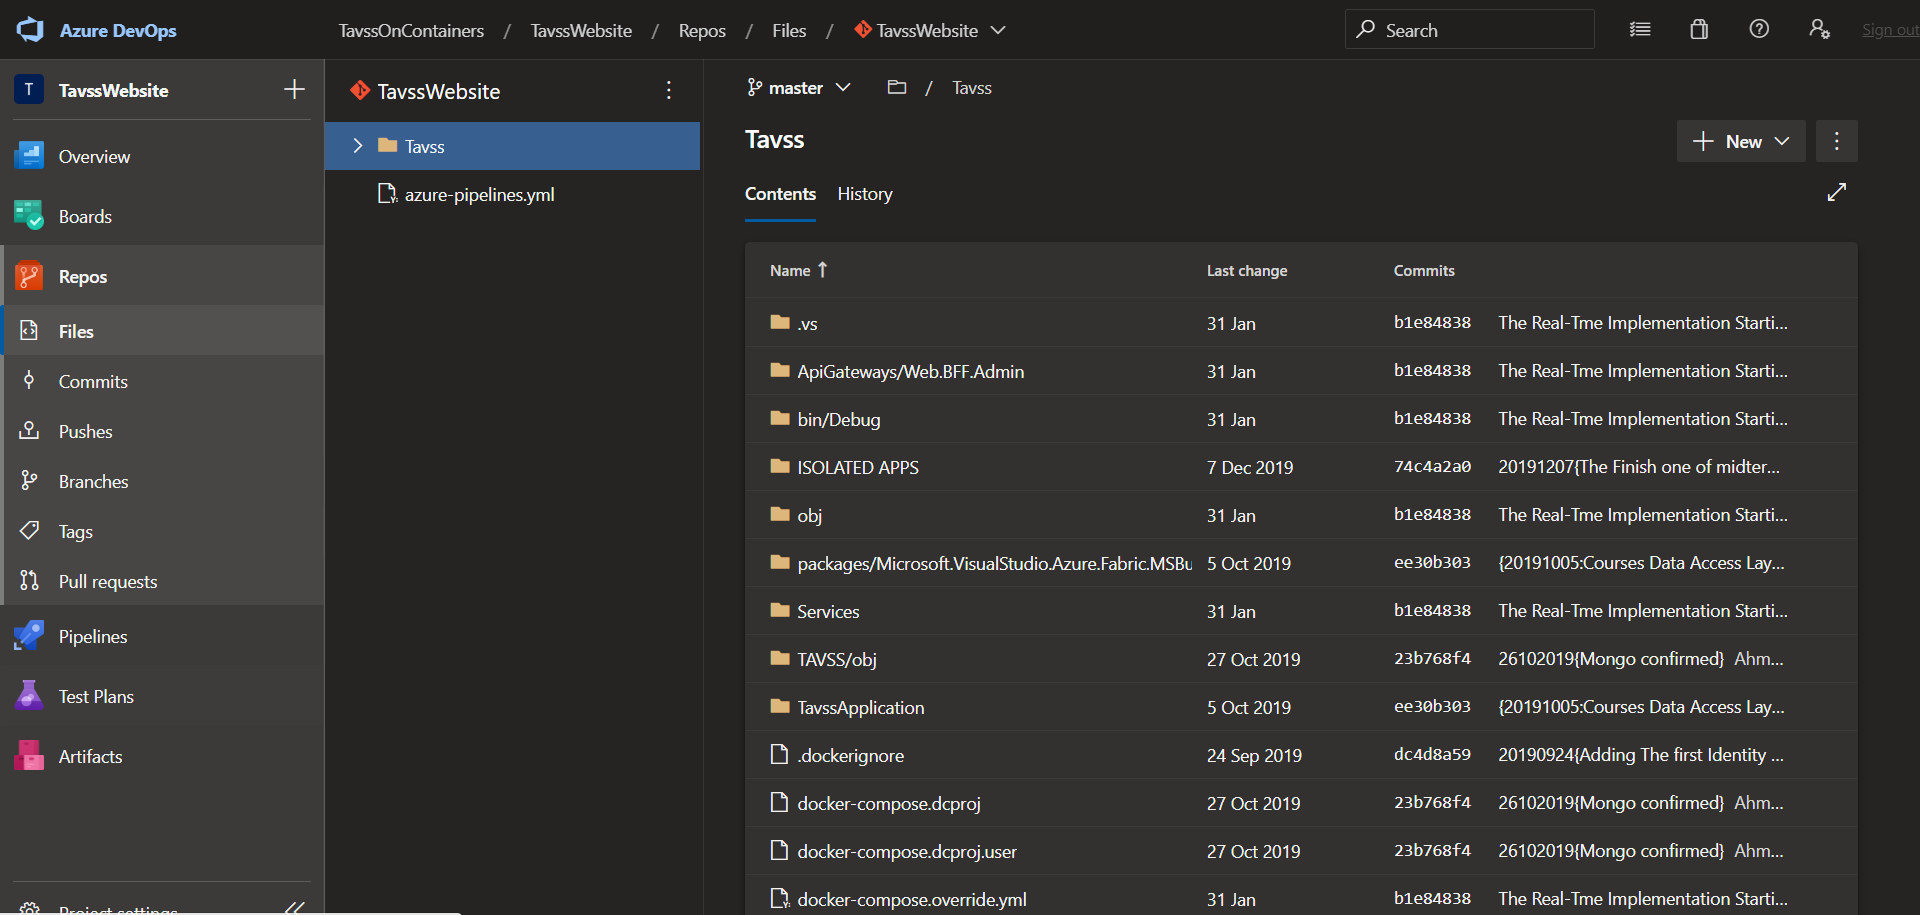 Azure DevOps
TavssOnContainers / TavssWebsite / Repos / Files / TavssWebsite
Search
Sign out
T TavssWebsite
Overview
Boards
Repos
Files
Commits
Pushes
Branches
Tags
Pull requests
Pipelines
Test Plans
Artifacts
Project settings
TavssWebsite
Tavss
azure-pipelines.yml
master / Tavss
Tavss
New
Contents History
Name Last change Commits
.vs 31 Jan b1e84838 The Real-Tme Implementation Starti...
ApiGateways/Web.BFF.Admin 31 Jan b1e84838 The Real-Tme Implementation Starti...
bin/Debug 31 Jan b1e84838 The Real-Tme Implementation Starti...
ISOLATED APPS 7 Dec 2019 74c4a2a0 20191207{The Finish one of midter...
obj 31 Jan b1e84838 The Real-Tme Implementation Starti...
packages/Microsoft.VisualStudio.Azure.Fabric.MSBu 5 Oct 2019 ee30b303 {20191005:Courses Data Access Lay...
Services 31 Jan b1e84838 The Real-Tme Implementation Starti...
TAVSS/obj 27 Oct 2019 23b768f4 26102019{Mongo confirmed} Ahm...
TavssApplication 5 Oct 2019 ee30b303 {20191005:Courses Data Access Lay...
.dockerignore 24 Sep 2019 dc4d8a59 20190924{Adding The first Identity ...
docker-compose.dcproj 27 Oct 2019 23b768f4 26102019{Mongo confirmed} Ahm...
docker-compose.dcproj.user 27 Oct 2019 23b768f4 26102019{Mongo confirmed} Ahm...
docker-compose.override.yml 31 Jan b1e84838 The Real-Tme Implementation Starti...